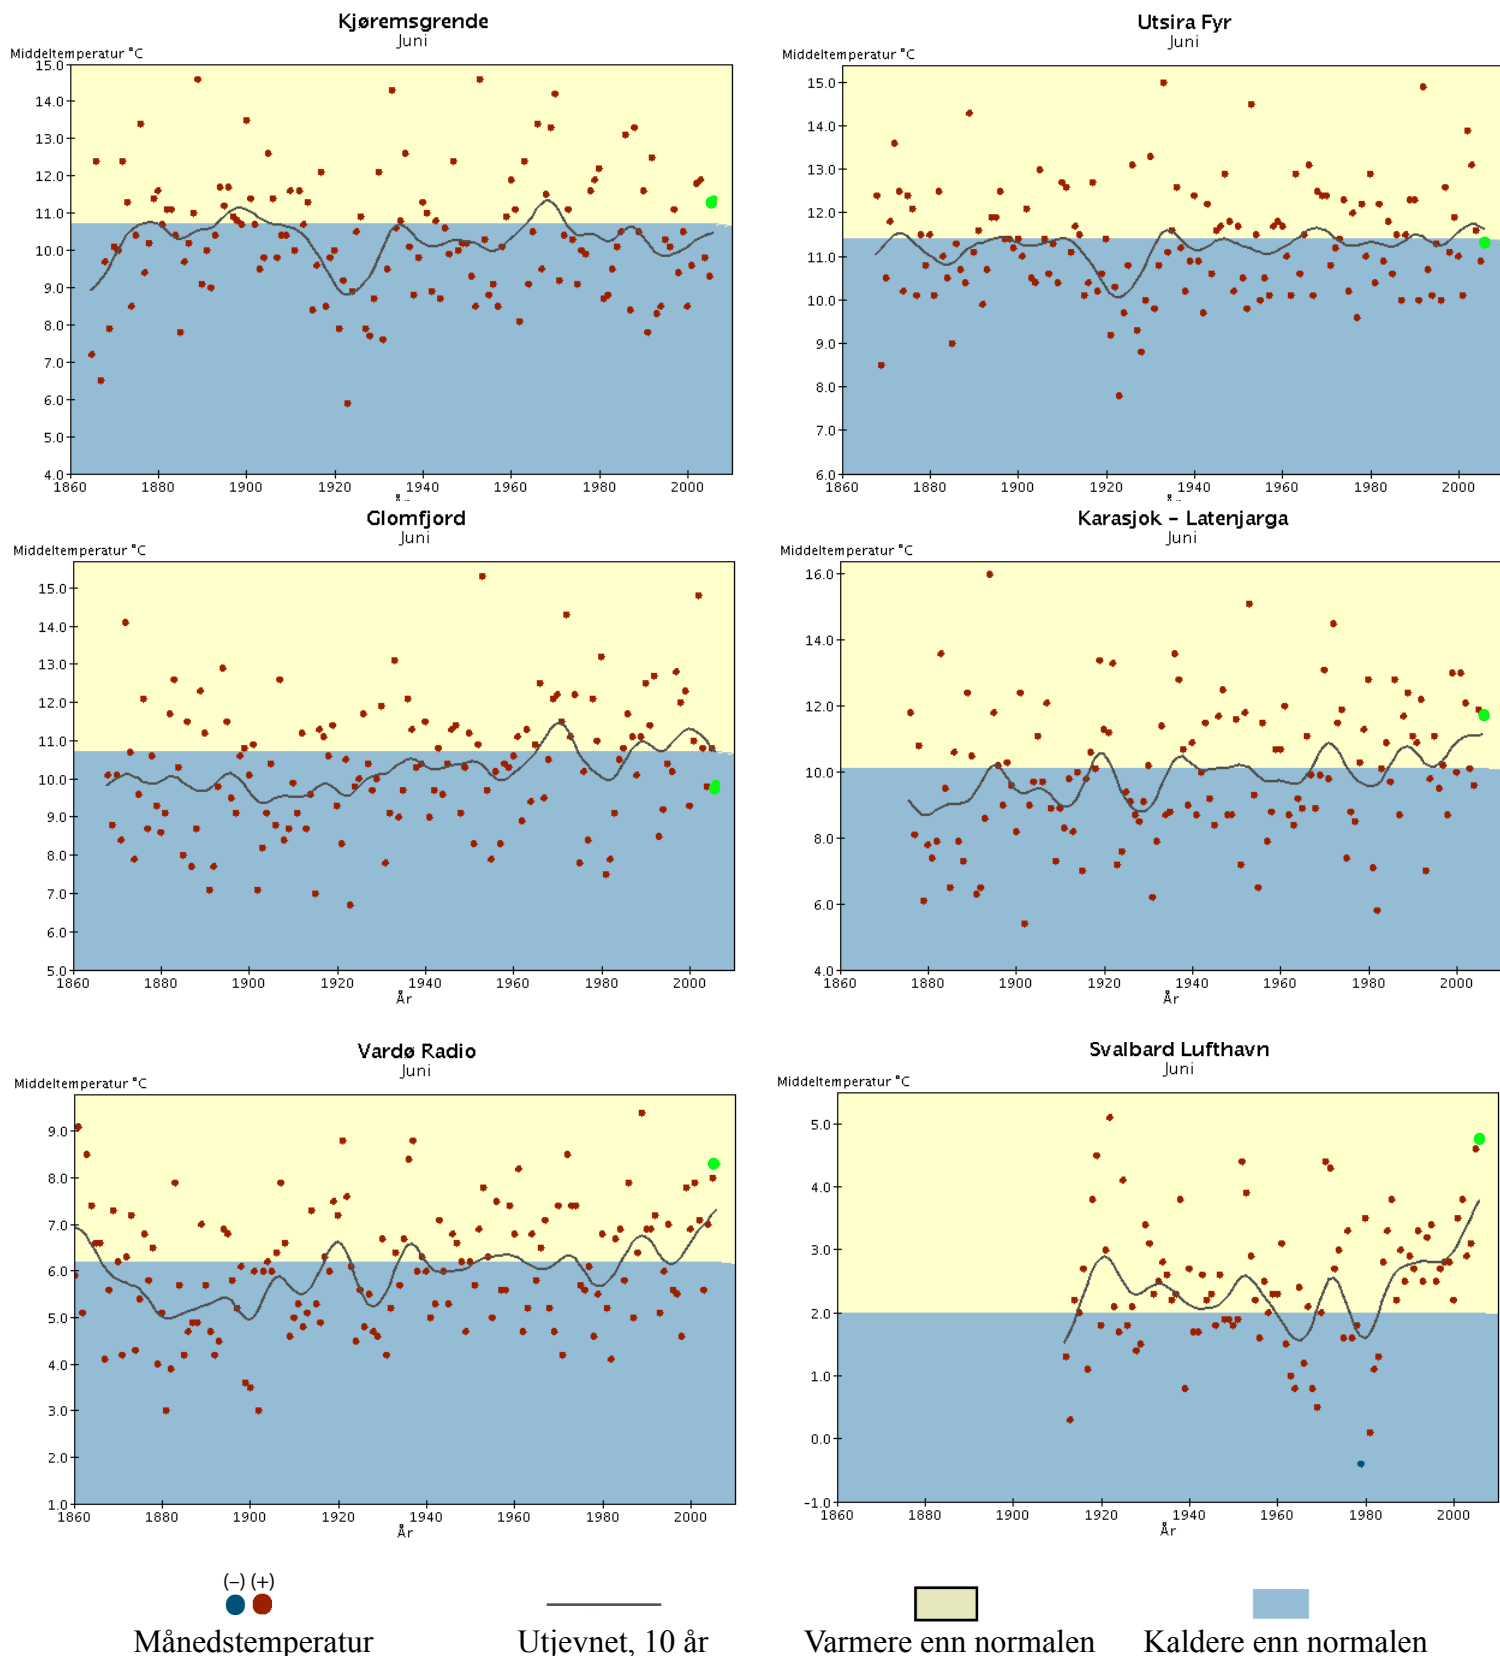 Kjøremsgrende
Juni
Middeltemperatur °C
15.0
14.0
13.0
12.0
11.0
10.0
9.0
8.0
7.0
6.0
5.0
4.0
1860 1880 1900 1920 1940 1960 1980 2000
Utsira Fyr
Juni
Middeltemperatur °C
15.0
14.0
13.0
12.0
11.0
10.0
9.0
8.0
7.0
6.0
1860 1880 1900 1920 1940 1960 1980 2000
Glomfjord
Juni
Middeltemperatur °C
15.0
14.0
13.0
12.0
11.0
10.0
9.0
8.0
7.0
6.0
5.0
1860 1880 1900 1920 1940 1960 1980 2000
År
Karasjok – Latenjarga
Juni
Middeltemperatur °C
16.0
14.0
12.0
10.0
8.0
6.0
4.0
1860 1880 1900 1920 1940 1960 1980 2000
År
Vardø Radio
Juni
Middeltemperatur °C
9.0
8.0
7.0
6.0
5.0
4.0
3.0
2.0
1.0
1860 1880 1900 1920 1940 1960 1980 2000
År
Svalbard Lufthavn
Juni
Middeltemperatur °C
5.0
4.0
3.0
2.0
1.0
0.0
-1.0
1860 1880 1900 1920 1940 1960 1980 2000
År
(–) (+)
Månedstemperatur Utjevnet, 10 år Varmere enn normalen Kaldere enn normalen